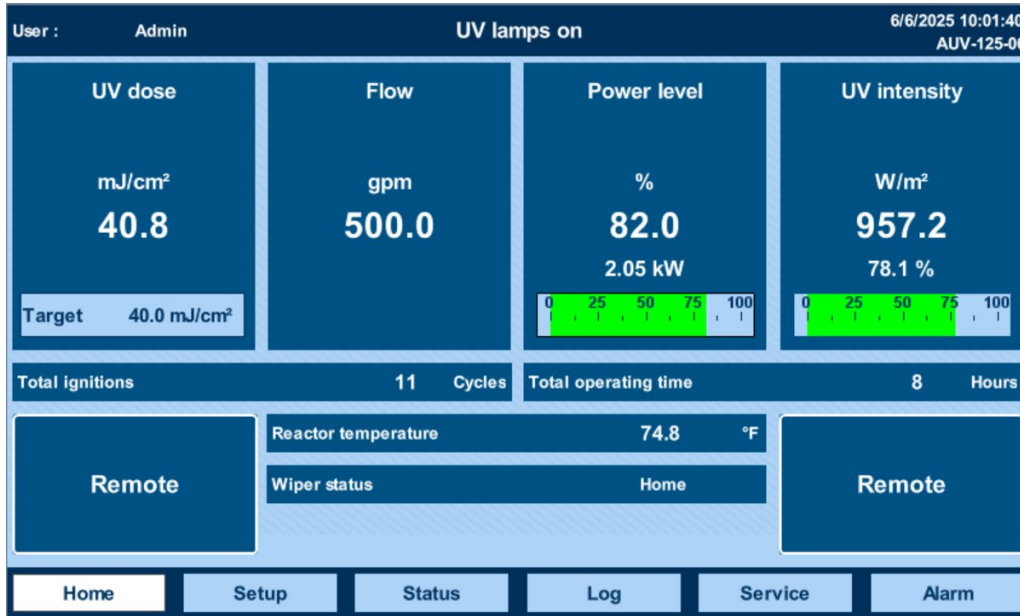 User : Admin
UV lamps on
6/6/2025 10:01:40
AUV-125-00
UV dose
mJ/cm²
40.8
Target 40.0 mJ/cm²
Flow
gpm
500.0
Power level
%
82.0
2.05 kW
0 25 50 75 100
UV intensity
W/m²
957.2
78.1 %
0 25 50 75 100
Total ignitions 11 Cycles
Total operating time 8 Hours
Remote
Reactor temperature 74.8 °F
Wiper status Home
Remote
Home Setup Status Log Service Alarm